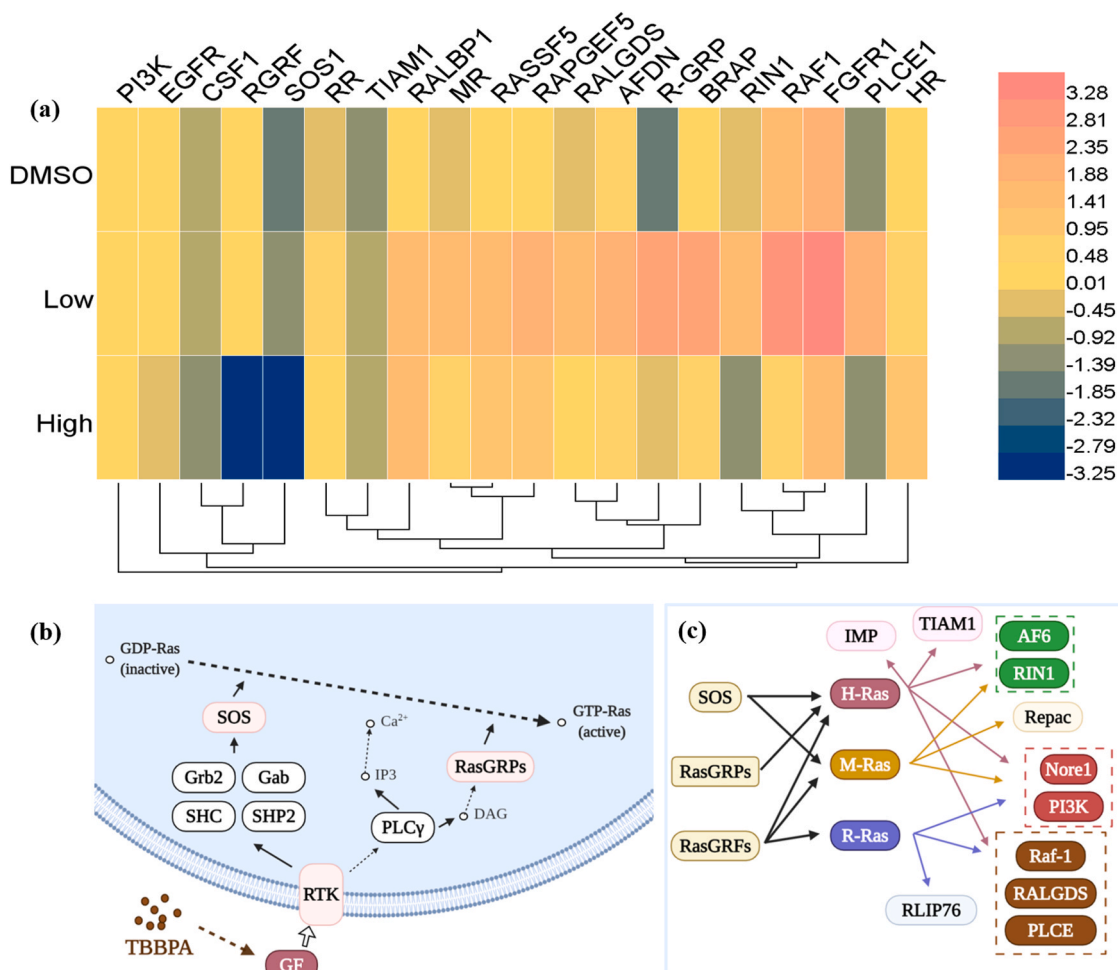 (a)
PI3K
EGFR
CSF1
RGRF
SOS1
RR
TIAM1
RALBP1
MR
RASSF5
RAPGEF5
RALGDS
AFDN
R-GRP
BRAP
RIN1
RAF1
FGFR1
PLCE1
HR
DMSO
Low
High
3.28
2.81
2.35
1.88
1.41
0.95
0.48
0.01
-0.45
-0.92
-1.39
-1.85
-2.32
-2.79
-3.25
(b)
GDP-Ras
(inactive)
SOS
Grb2
Gab
SHC
SHP2
Ca2+
IP3
PLCγ
DAG
RasGRPs
GTP-Ras
(active)
RTK
TBBPA
GF
(c)
SOS
RasGRPs
RasGRFs
IMP
TIAM1
H-Ras
M-Ras
R-Ras
RLIP76
AF6
RIN1
Repac
Nore1
PI3K
Raf-1
RALGDS
PLCE